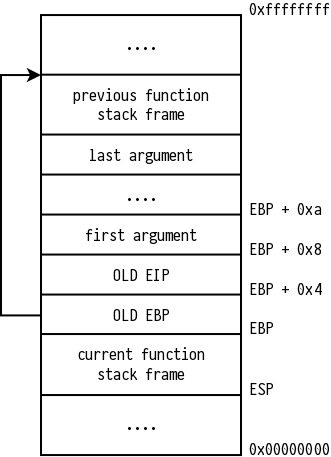 0xffffffff
....
previous function
stack frame
last argument
....
EBP + 0xa
first argument
EBP + 0x8
OLD EIP
EBP + 0x4
OLD EBP
EBP
current function
stack frame
ESP
....
0x00000000